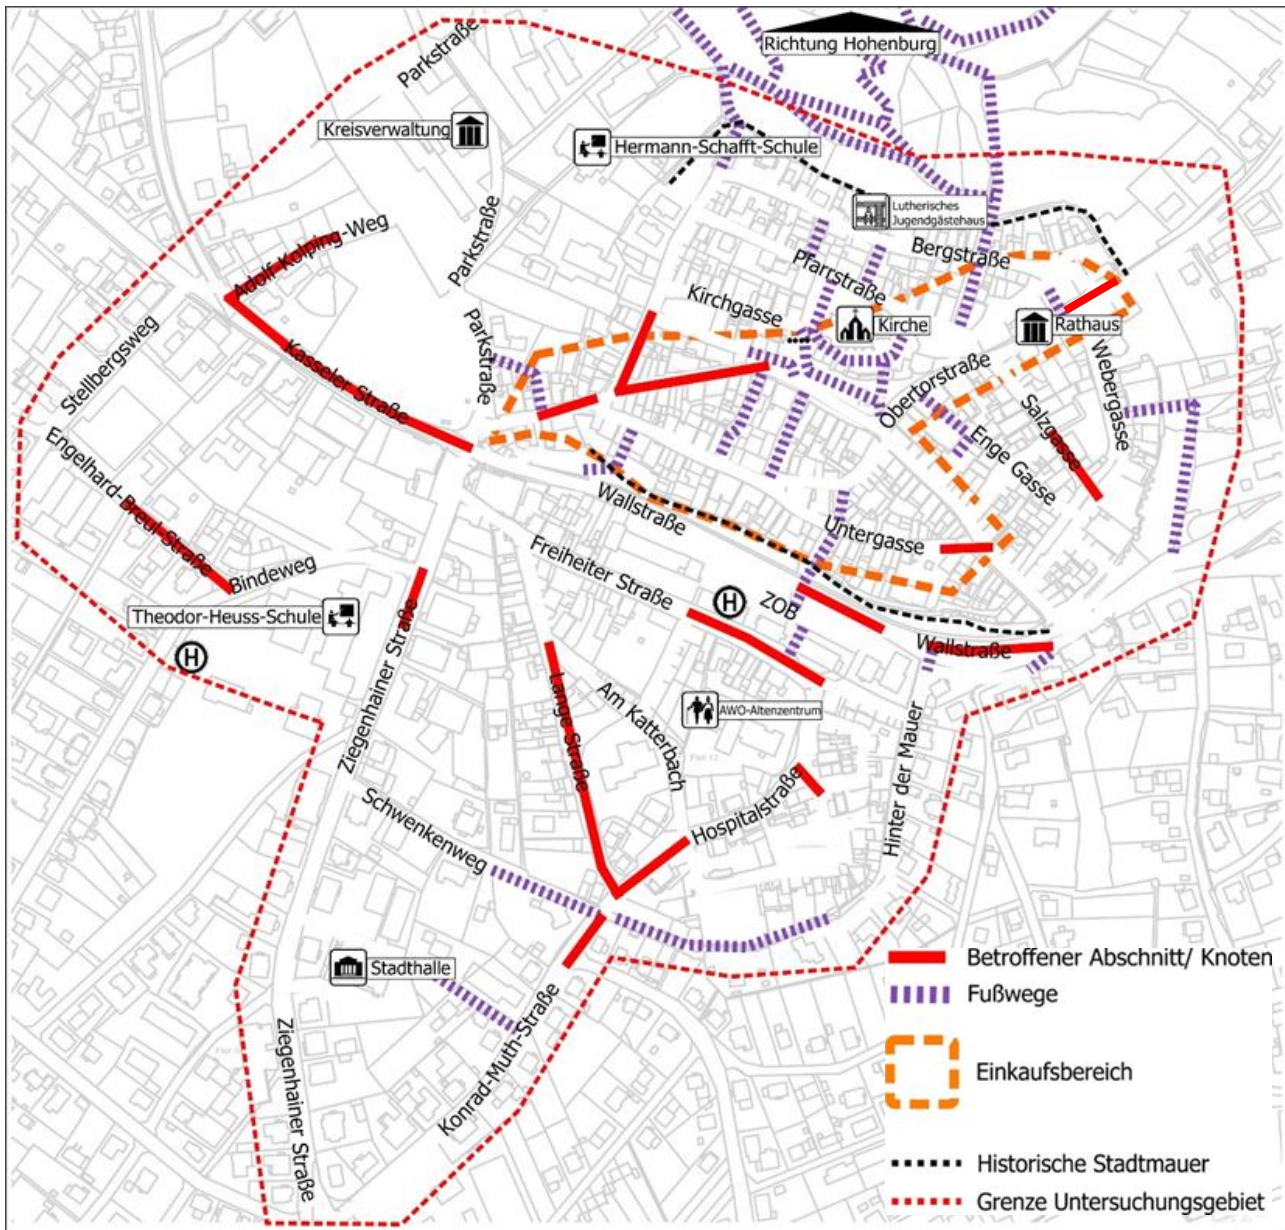 Richtung Hohenburg
Parkstraße
Kreisverwaltung
Hermann-Schafft-Schule
Lutherisches
Jugendgästehaus
Adolf-Kolping-Weg
Parkstraße
Bergstraße
Pfarrstraße
Kirchgasse
Kirche
Rathaus
Stellbergsweg
Kasseler Straße
Parkstraße
Obertorstraße
Webergasse
Salzgasse
Enge Gasse
Engelhard-Breul-Straße
Bindeweg
Wallstraße
Untergasse
Freiheiter Straße
H
ZOB
Theodor-Heuss-Schule
H
Wallstraße
Ziegenhainer Straße
Lange Straße
Am Katterbach
AWO-Altenzentrum
Hinter der Mauer
Schwenkenweg
Hospitalstraße
Stadthalle
Konrad-Muth-Straße
Ziegenhainer Straße
Betroffener Abschnitt/ Knoten
Fußwege
Einkaufsbereich
Historische Stadtmauer
Grenze Untersuchungsgebiet